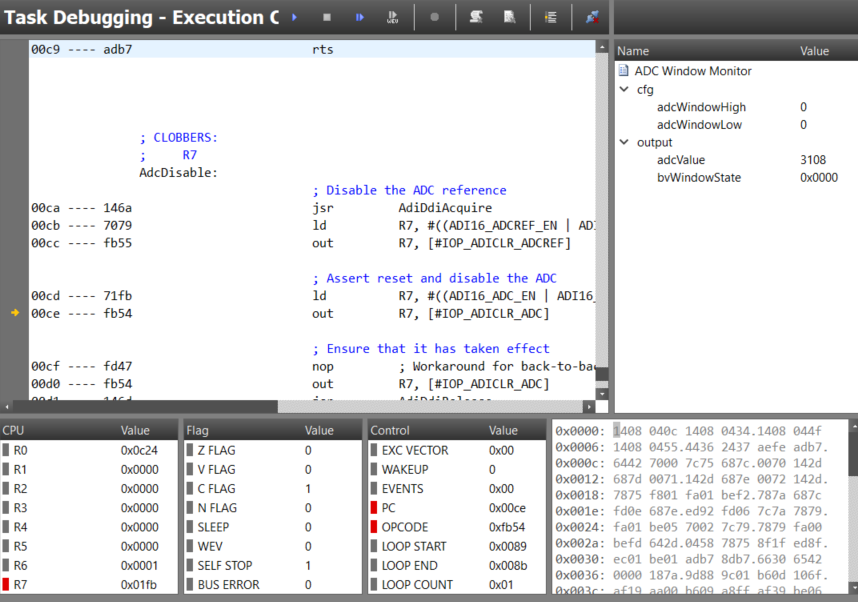 Task Debugging - Execution C
WEV
00c9 ---- adb7 rts
; CLOBBERS:
; R7
AdcDisable:
; Disable the ADC reference
00ca ---- 146a jsr AdiDdiAcquire
00cb ---- 7079 ld R7, #((ADI16_ADCREF_EN | ADI
00cc ---- fb55 out R7, [#IOP_ADICLR_ADCREF]
; Assert reset and disable the ADC
00cd ---- 71fb ld R7, #((ADI16_ADC_EN | ADI16_
00ce ---- fb54 out R7, [#IOP_ADICLR_ADC]
; Ensure that it has taken effect
00cf ---- fd47 nop ; Workaround for back-to-bac
00d0 ---- fb54 out R7, [#IOP_ADICLR_ADC]
00d1 ---- 146d jsr AdiDdiRelease
Name Value
ADC Window Monitor
cfg
adcWindowHigh 0
adcWindowLow 0
output
adcValue 3108
bvWindowState 0x0000
CPU Value
R0 0x0c24
R1 0x0000
R2 0x0000
R3 0x0000
R4 0x0000
R5 0x0000
R6 0x0001
R7 0x01fb
Flag Value
Z FLAG 0
V FLAG 0
C FLAG 1
N FLAG 0
SLEEP 0
WEV 0
SELF STOP 1
BUS ERROR 0
Control Value
EXC VECTOR 0x00
WAKEUP 0
EVENTS 0x00
PC 0x00ce
OPCODE 0xfb54
LOOP START 0x0089
LOOP END 0x008b
LOOP COUNT 0x01
0x0000: 1408 040c 1408 0434.1408 044f
0x0006: 1408 0455.4436 2437 aefe adb7.
0x000c: 6442 7000 7c75 687c.0070 142d
0x0012: 687d 0071.142d 687e 0072 142d.
0x0018: 7875 f801 fa01 bef2.787a 687c
0x001e: fd0e 687e.ed92 fd06 7c7a 7879.
0x0024: fa01 be05 7002 7c79.7879 fa00
0x002a: befd 642d.0458 7875 8f1f ed8f.
0x0030: ec01 be01 adb7 8db7.6630 6542
0x0036: 0000 187a.9d88 9c01 b60d 106f.
0x003c: af19 aa00 b609 a8ff af39 be06